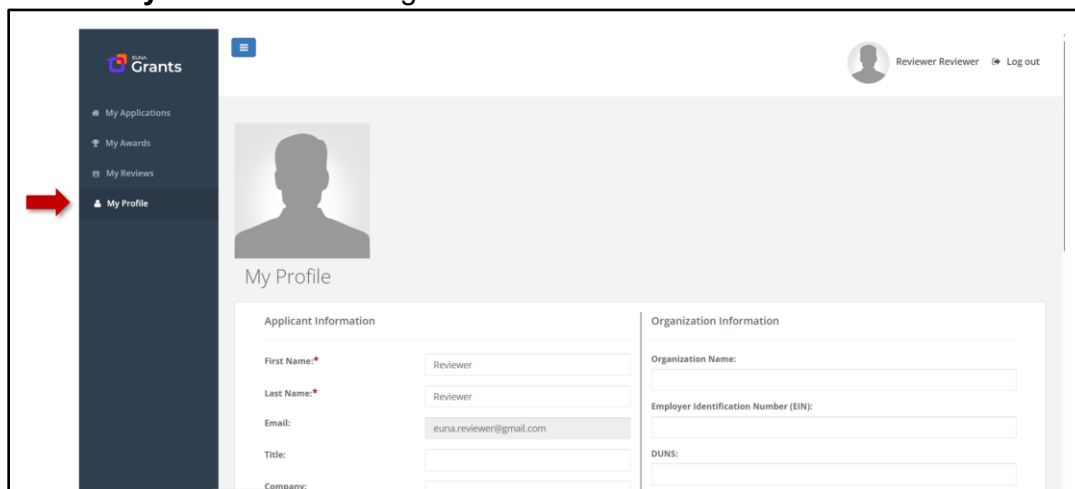 EUNA
Grants
Reviewer Reviewer Log out
My Applications
My Awards
My Reviews
My Profile
My Profile
Applicant Information
First Name:*
Reviewer
Last Name:*
Reviewer
Email:
euna.reviewer@gmail.com
Title:
Company:
Organization Information
Organization Name:
Employer Identification Number (EIN):
DUNS: